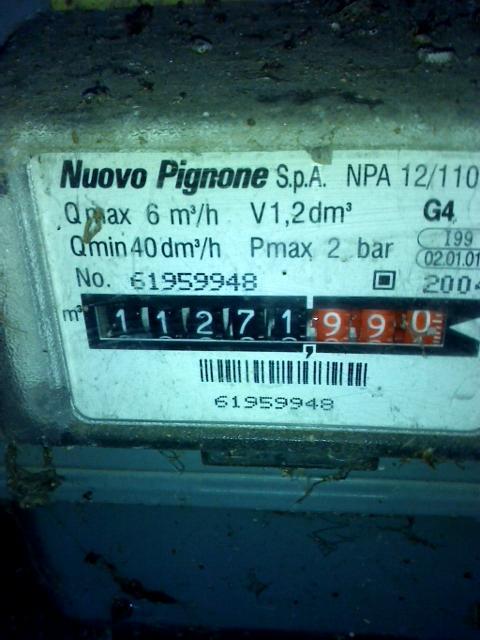 Nuovo Pignone S.p.A. NPA 12/110
Qmax 6 m³/h V1,2dm³ G4
Qmin 40 dm³/h Pmax 2 bar I99
02.01.01
No. 61959948 2004
m³ 11271,990
61959948